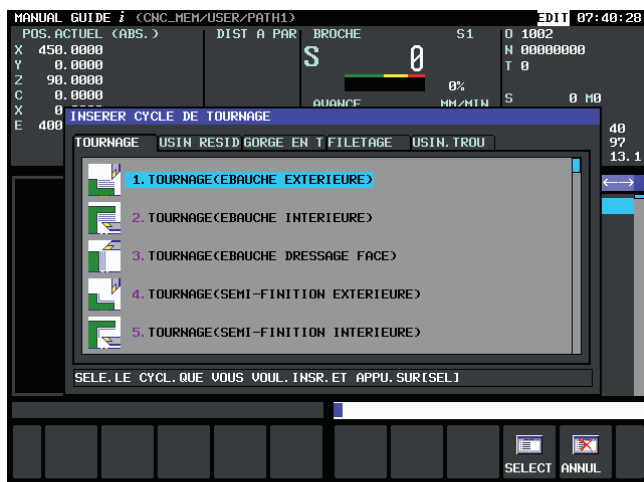 MANUAL GUIDE i (CNC_MEM/USER/PATH1) EDIT 07:40:28
POS.ACTUEL (ABS.) DIST A PAR BROCHE S1 O 1002
X 450.0000 S 0 N 00000000
Y 0.0000 T 0
Z 90.0000 0%
C 0.0000 AVANCE MM/MIN S 0 M0
X 0
E 400 40
97
13.1
INSERER CYCLE DE TOURNAGE
TOURNAGE USIN RESID GORGE EN T FILETAGE USIN.TROU
←→
1.TOURNAGE(EBAUCHE EXTERIEURE)
2.TOURNAGE(EBAUCHE INTERIEURE)
3.TOURNAGE(EBAUCHE DRESSAGE FACE)
4.TOURNAGE(SEMI-FINITION EXTERIEURE)
5.TOURNAGE(SEMI-FINITION INTERIEURE)
SELE.LE CYCL.QUE VOUS VOUL.INSR.ET APPU.SUR[SEL]
SELECT ANNUL